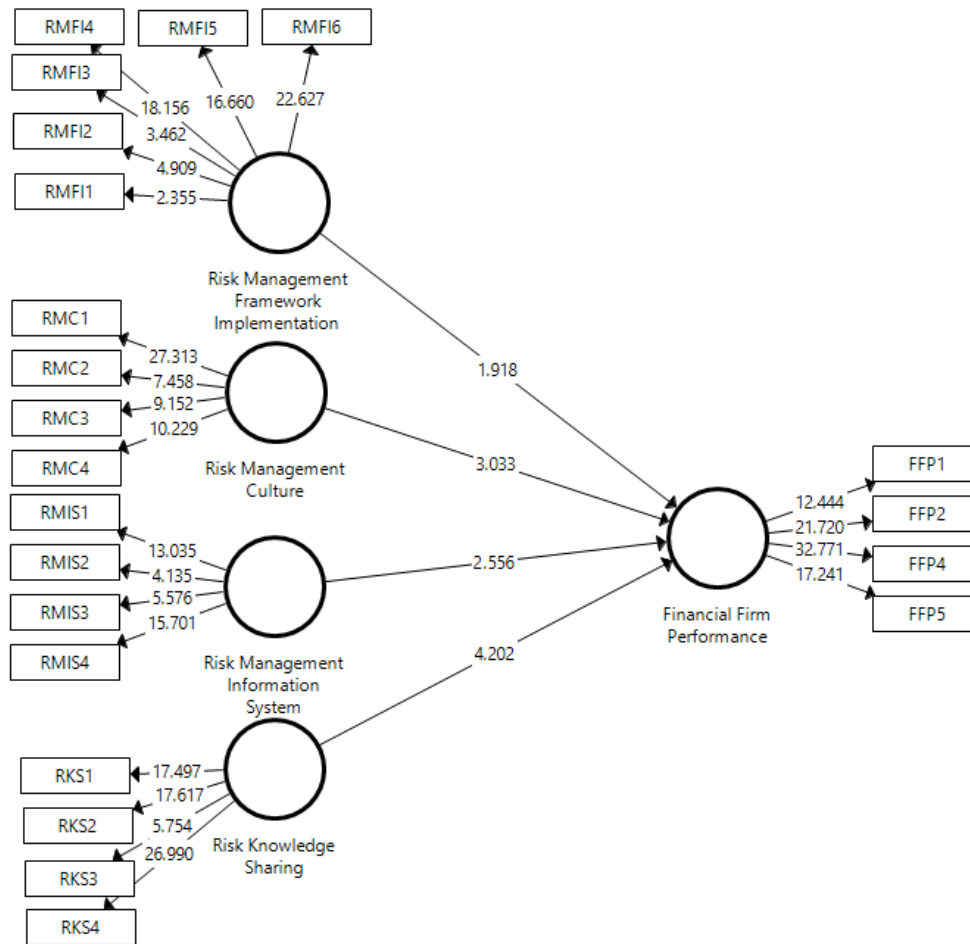 RMFI4
RMFI5
RMFI6
RMFI3
18.156
16.660
22.627
3.462
RMFI2
4.909
RMFI1
2.355
Risk Management
Framework
Implementation
1.918
RMC1
27.313
RMC2
7.458
RMC3
9.152
10.229
RMC4
Risk Management
Culture
3.033
RMIS1
13.035
RMIS2
4.135
RMIS3
5.576
15.701
RMIS4
Risk Management
Information
System
2.556
FFP1
12.444
FFP2
21.720
32.771
FFP4
17.241
FFP5
Financial Firm
Performance
4.202
RKS1
17.497
17.617
RKS2
5.754
26.990
RKS3
RKS4
Risk Knowledge
Sharing